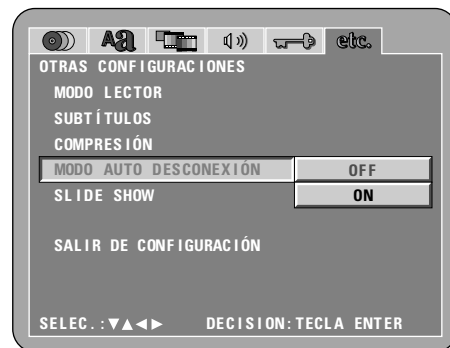 Aa etc.
OTRAS CONFIGURACIONES
MODO LECTOR
SUBTÍTULOS
COMPRESIÓN
MODO AUTO DESCONEXIÓN OFF
SLIDE SHOW ON
SALIR DE CONFIGURACIÓN
SELEC.:▼▲◀▶ DECISION:TECLA ENTER